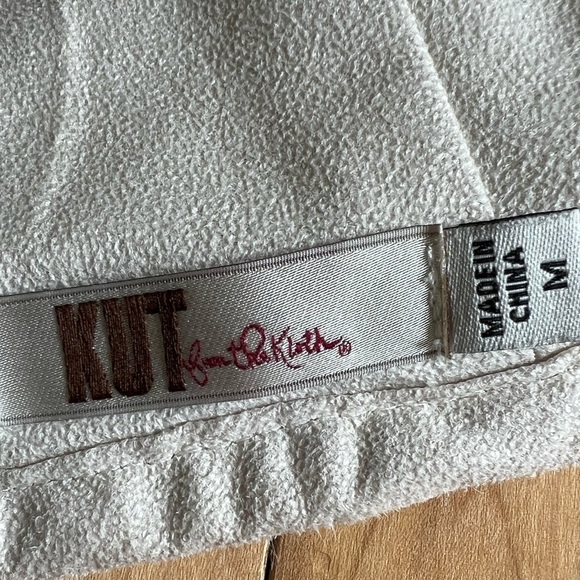 KUT from the Kloth®
MADE IN
CHINA
M